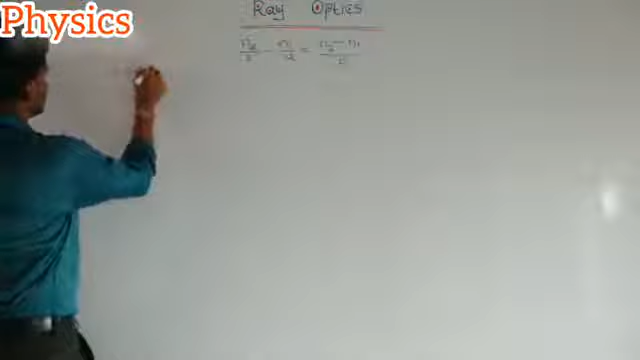 Physics
Ray Optics
n₂/v - n₁/u = n₂-n₁/R